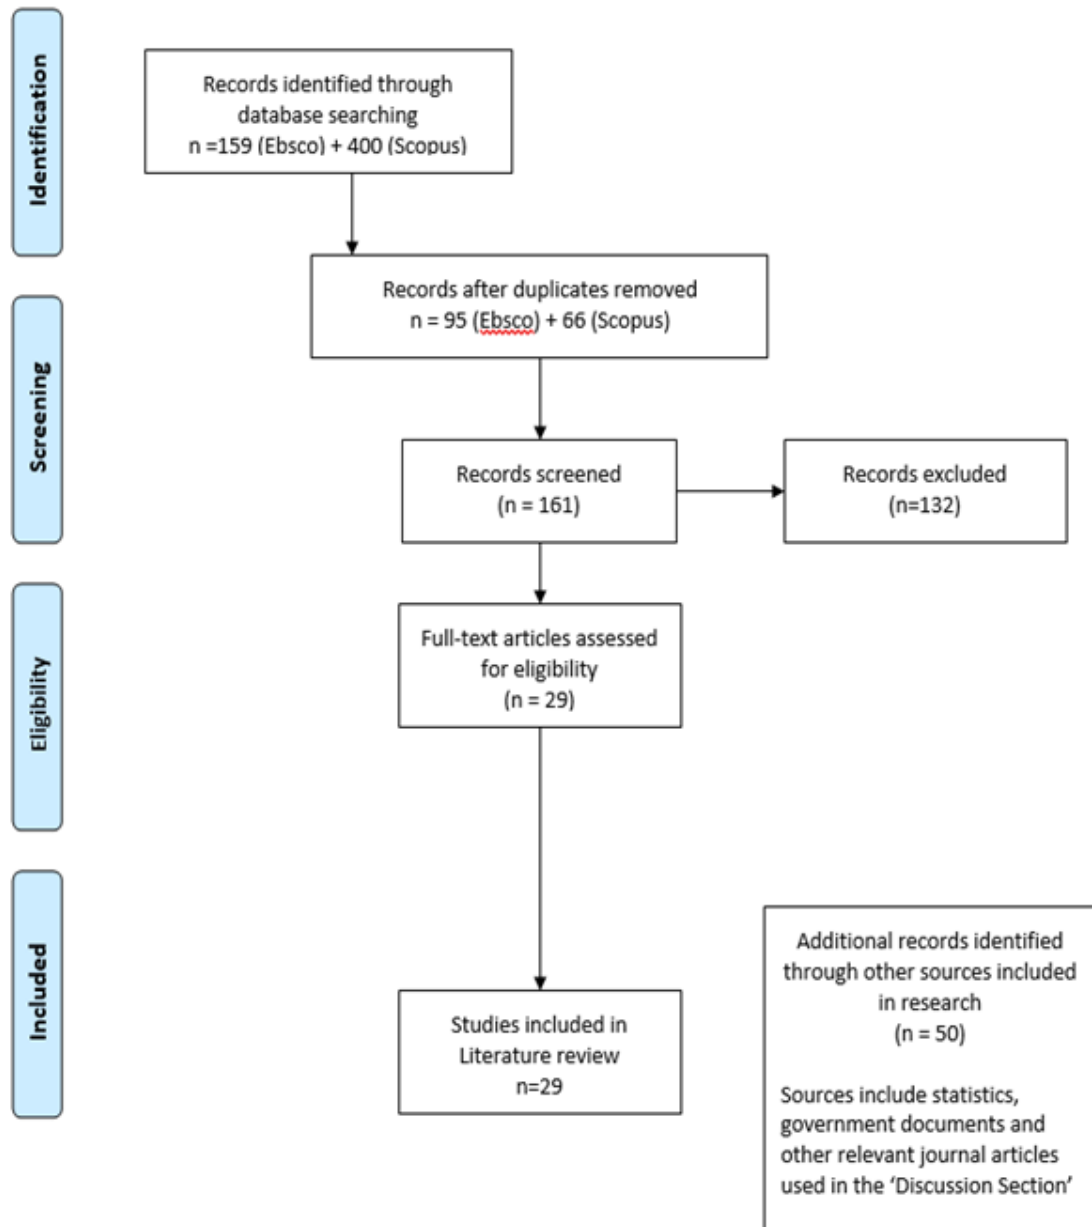 Identification
Records identified through
database searching
n =159 (Ebsco) + 400 (Scopus)
Records after duplicates removed
n = 95 (Ebsco) + 66 (Scopus)
Screening
Records screened
(n = 161)
Records excluded
(n=132)
Eligibility
Full-text articles assessed
for eligibility
(n = 29)
Included
Studies included in
Literature review
n=29
Additional records identified
through other sources included
in research
(n = 50)
Sources include statistics,
government documents and
other relevant journal articles
used in the ‘Discussion Section’